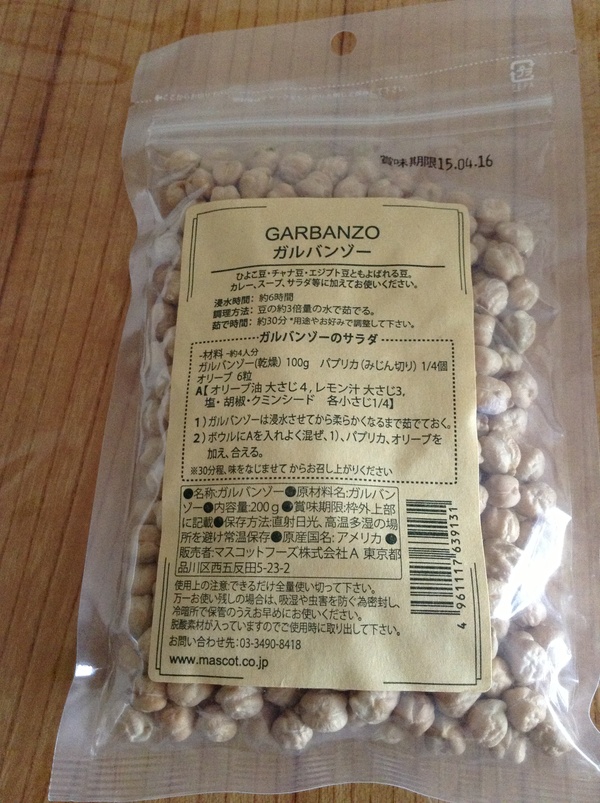 プラ
賞味期限15.04.16
GARBANZO
ガルバンゾー
ひよこ豆・チャナ豆・エジプト豆ともよばれる豆。
カレー、スープ、サラダ等に加えてお使いください。
浸水時間： 約6時間
調理方法： 豆の約3倍量の水で茹でる。
茹で時間： 約30分 *用途やお好みで調整して下さい。
ガルバンゾーのサラダ
-材料 -約4人分
ガルバンゾー(乾燥) 100g パプリカ(みじん切り) 1/4個
オリーブ 6粒
A【 オリーブ油 大さじ４, レモン汁 大さじ3,
塩・胡椒・クミンシード 各小さじ1/4】
1）ガルバンゾーは浸水させてから柔らかくなるまで茹でておく。
2）ボウルにAを入れよく混ぜ、1）、パプリカ、オリーブを
加え、合える。
※30分程、味をなじませてからお召し上がりください
●名称:ガルバンゾー●原材料名:ガルバン
ゾー●内容量:200ｇ●賞味期限:枠外上部
に記載●保存方法:直射日光、高温多湿の場
所を避け常温保存●原産国名: アメリカ ●
販売者:マスコットフーズ株式会社Ａ 東京都
品川区西五反田5-23-2
使用上の注意:できるだけ全量使い切って下さい。
万一お使い残しの場合は、吸湿や虫害を防ぐ為密封し、
冷暗所で保管のうえお早めにお使いください。
脱酸素材が入っていますのでご使用時に取り出して下さい。
お問い合わせ先：03-3490-8418
www.mascot.co.jp
4 961117 639131